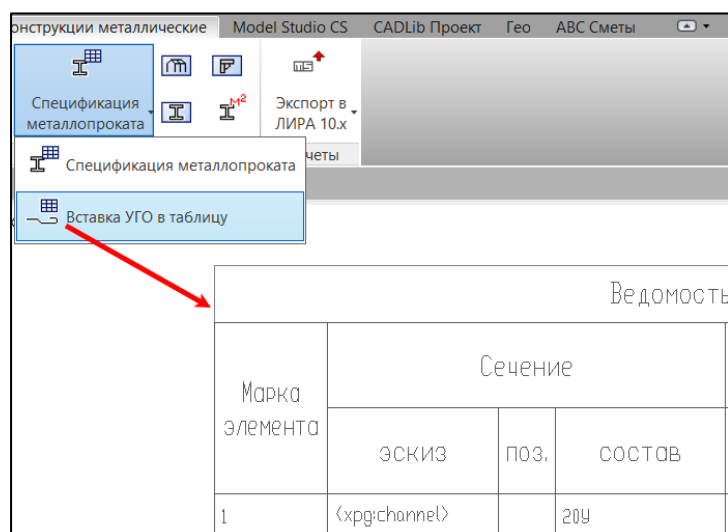 онструкции металлические Model Studio CS CADLib Проект Гео ABC Сметы
Спецификация металлопроката
M²
Экспорт в ЛИРА 10.x
четы
Спецификация металлопроката
Вставка УГО в таблицу
Ведомость
Марка элемента
Сечение
эскиз поз. состав
1 <xpg:channel> 20У